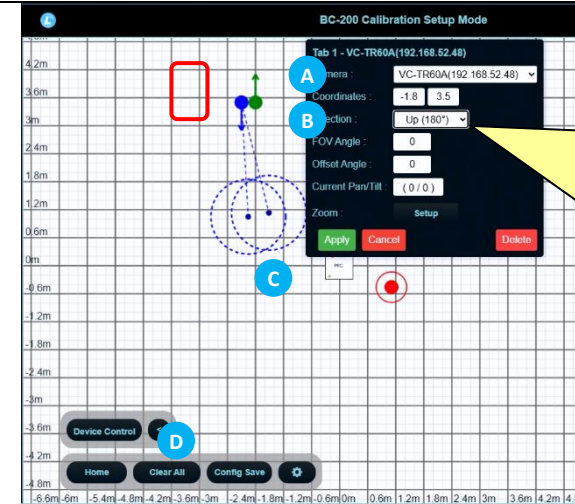 BC-200 Calibration Setup Mode
Tab 1 - VC-TR60A(192.168.52.48)
A
VC-TR60A(192.168.52.48)
Coordinates :
-1.8
3.5
B
Up (180°)
FOV Angle :
0
Offset Angle :
0
Current Pan/Tilt :
( 0 / 0 )
Zoom :
Setup
Apply
Cancel
Delete
4.2m
3.6m
3m
2.4m
1.8m
1.2m
0.6m
0m
-0.6m
-1.2m
-1.8m
-2.4m
-3m
-3.6m
-4.2m
-4.8m
C
Device Control
D
Home
Clear All
Config Save
-6.6m -6m -5.4m -4.8m -4.2m -3.6m -3m -2.4m -1.8m -1.2m -0.6m 0m 0.6m 1.2m 1.8m 2.4m 3m 3.6m 4.2m